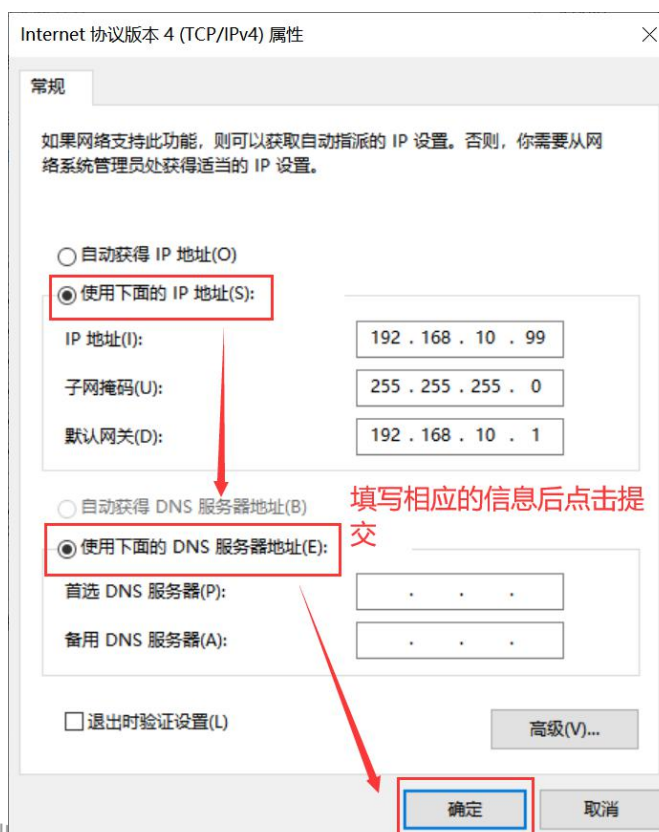 Internet 协议版本 4 (TCP/IPv4) 属性
常规
如果网络支持此功能，则可以获取自动指派的 IP 设置。否则，你需要从网
络系统管理员处获得适当的 IP 设置。
自动获得 IP 地址(O)
使用下面的 IP 地址(S):
IP 地址(I): 192 . 168 . 10 . 99
子网掩码(U): 255 . 255 . 255 . 0
默认网关(D): 192 . 168 . 10 . 1
自动获得 DNS 服务器地址(B)
填写相应的信息后点击提
交
使用下面的 DNS 服务器地址(E):
首选 DNS 服务器(P): . . .
备用 DNS 服务器(A): . . .
退出时验证设置(L)
高级(V)...
确定 取消